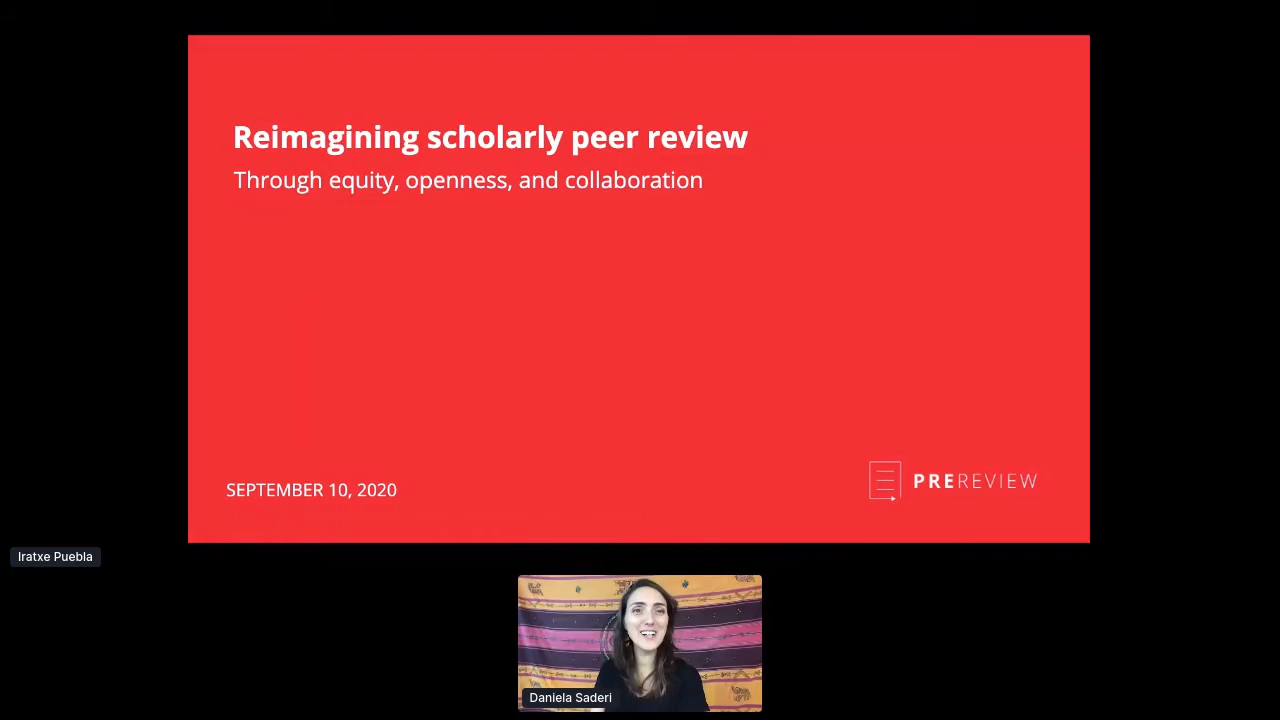 Reimagining scholarly peer review
Through equity, openness, and collaboration
SEPTEMBER 10, 2020
PREREVIEW
Iratxe Puebla
Daniela Saderi